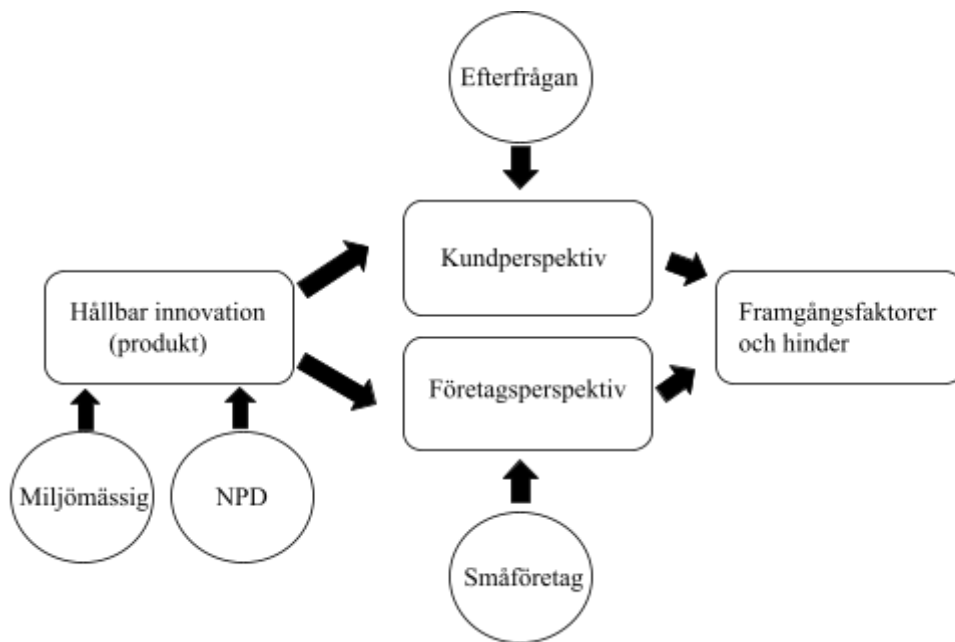 Efterfrågan
Kundperspektiv
Hållbar innovation
(produkt)
Framgångsfaktorer
och hinder
Företagsperspektiv
Miljömässig
NPD
Småföretag